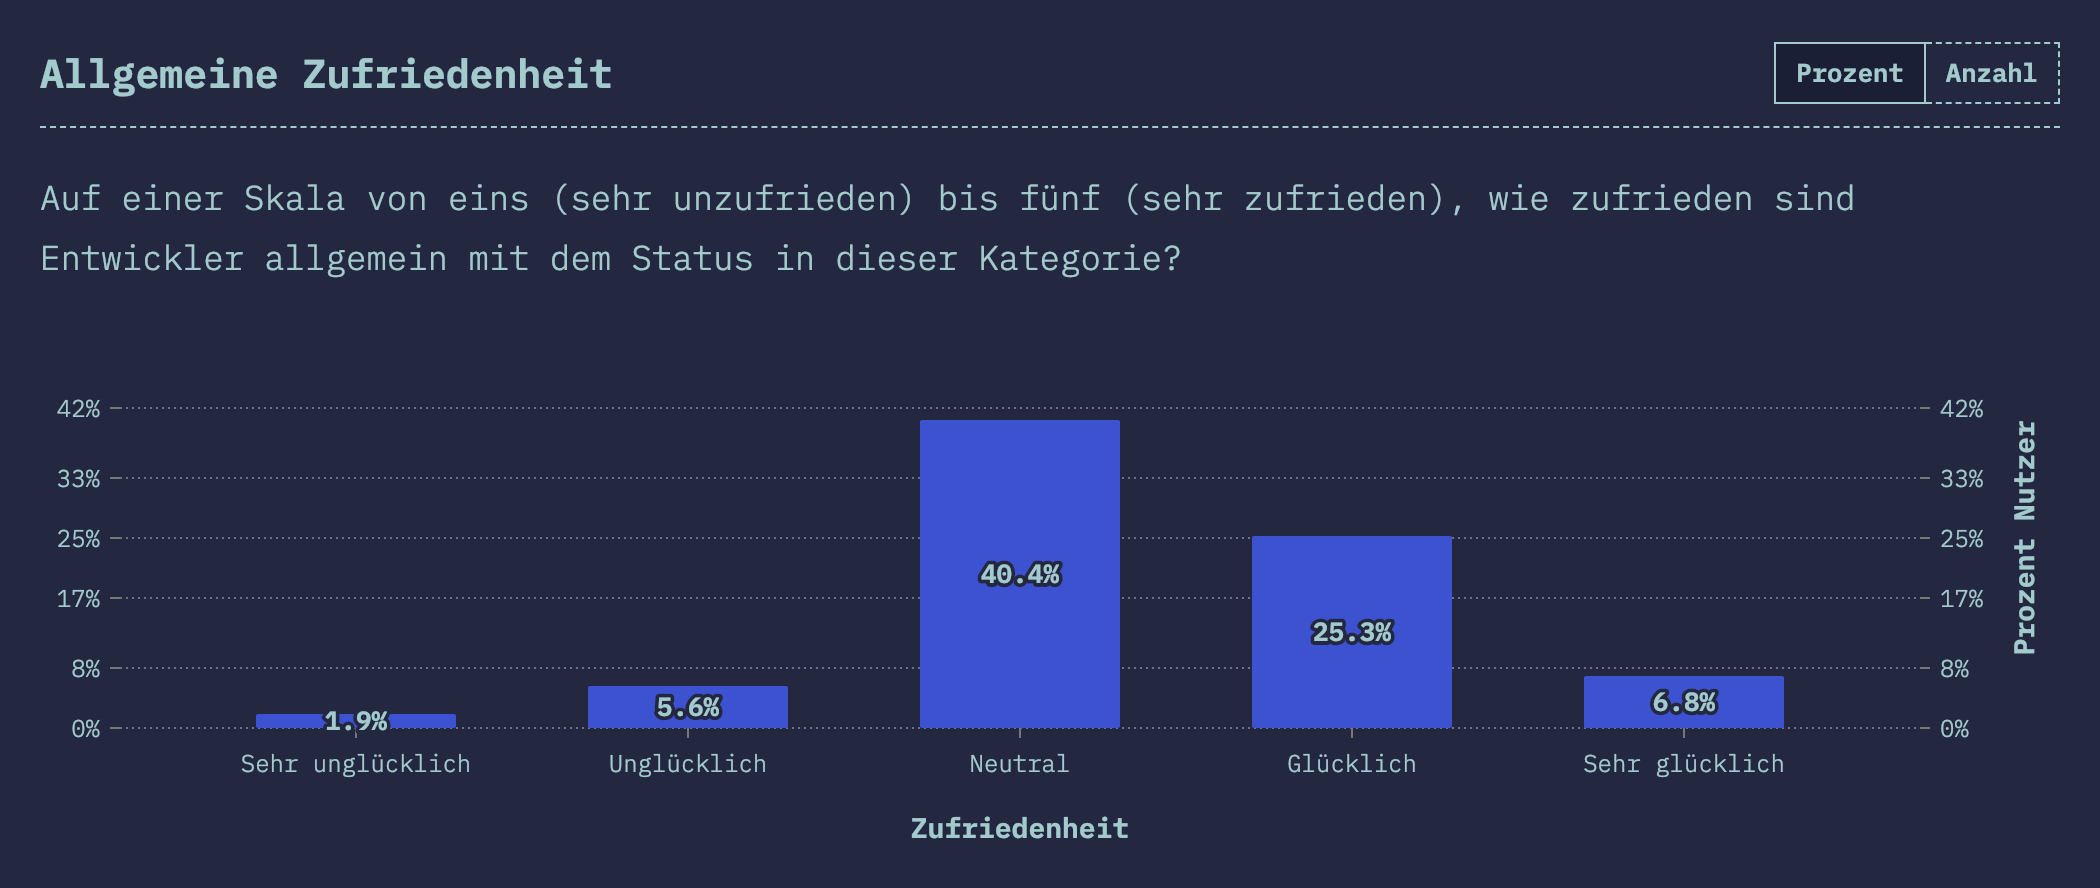 Allgemeine Zufriedenheit
Prozent
Anzahl
Auf einer Skala von eins (sehr unzufrieden) bis fünf (sehr zufrieden), wie zufrieden sind
Entwickler allgemein mit dem Status in dieser Kategorie?
42%
33%
25%
17%
8%
0%
1.9%
5.6%
40.4%
25.3%
6.8%
42%
33%
25%
17%
8%
0%
Prozent Nutzer
Sehr unglücklich
Unglücklich
Neutral
Glücklich
Sehr glücklich
Zufriedenheit